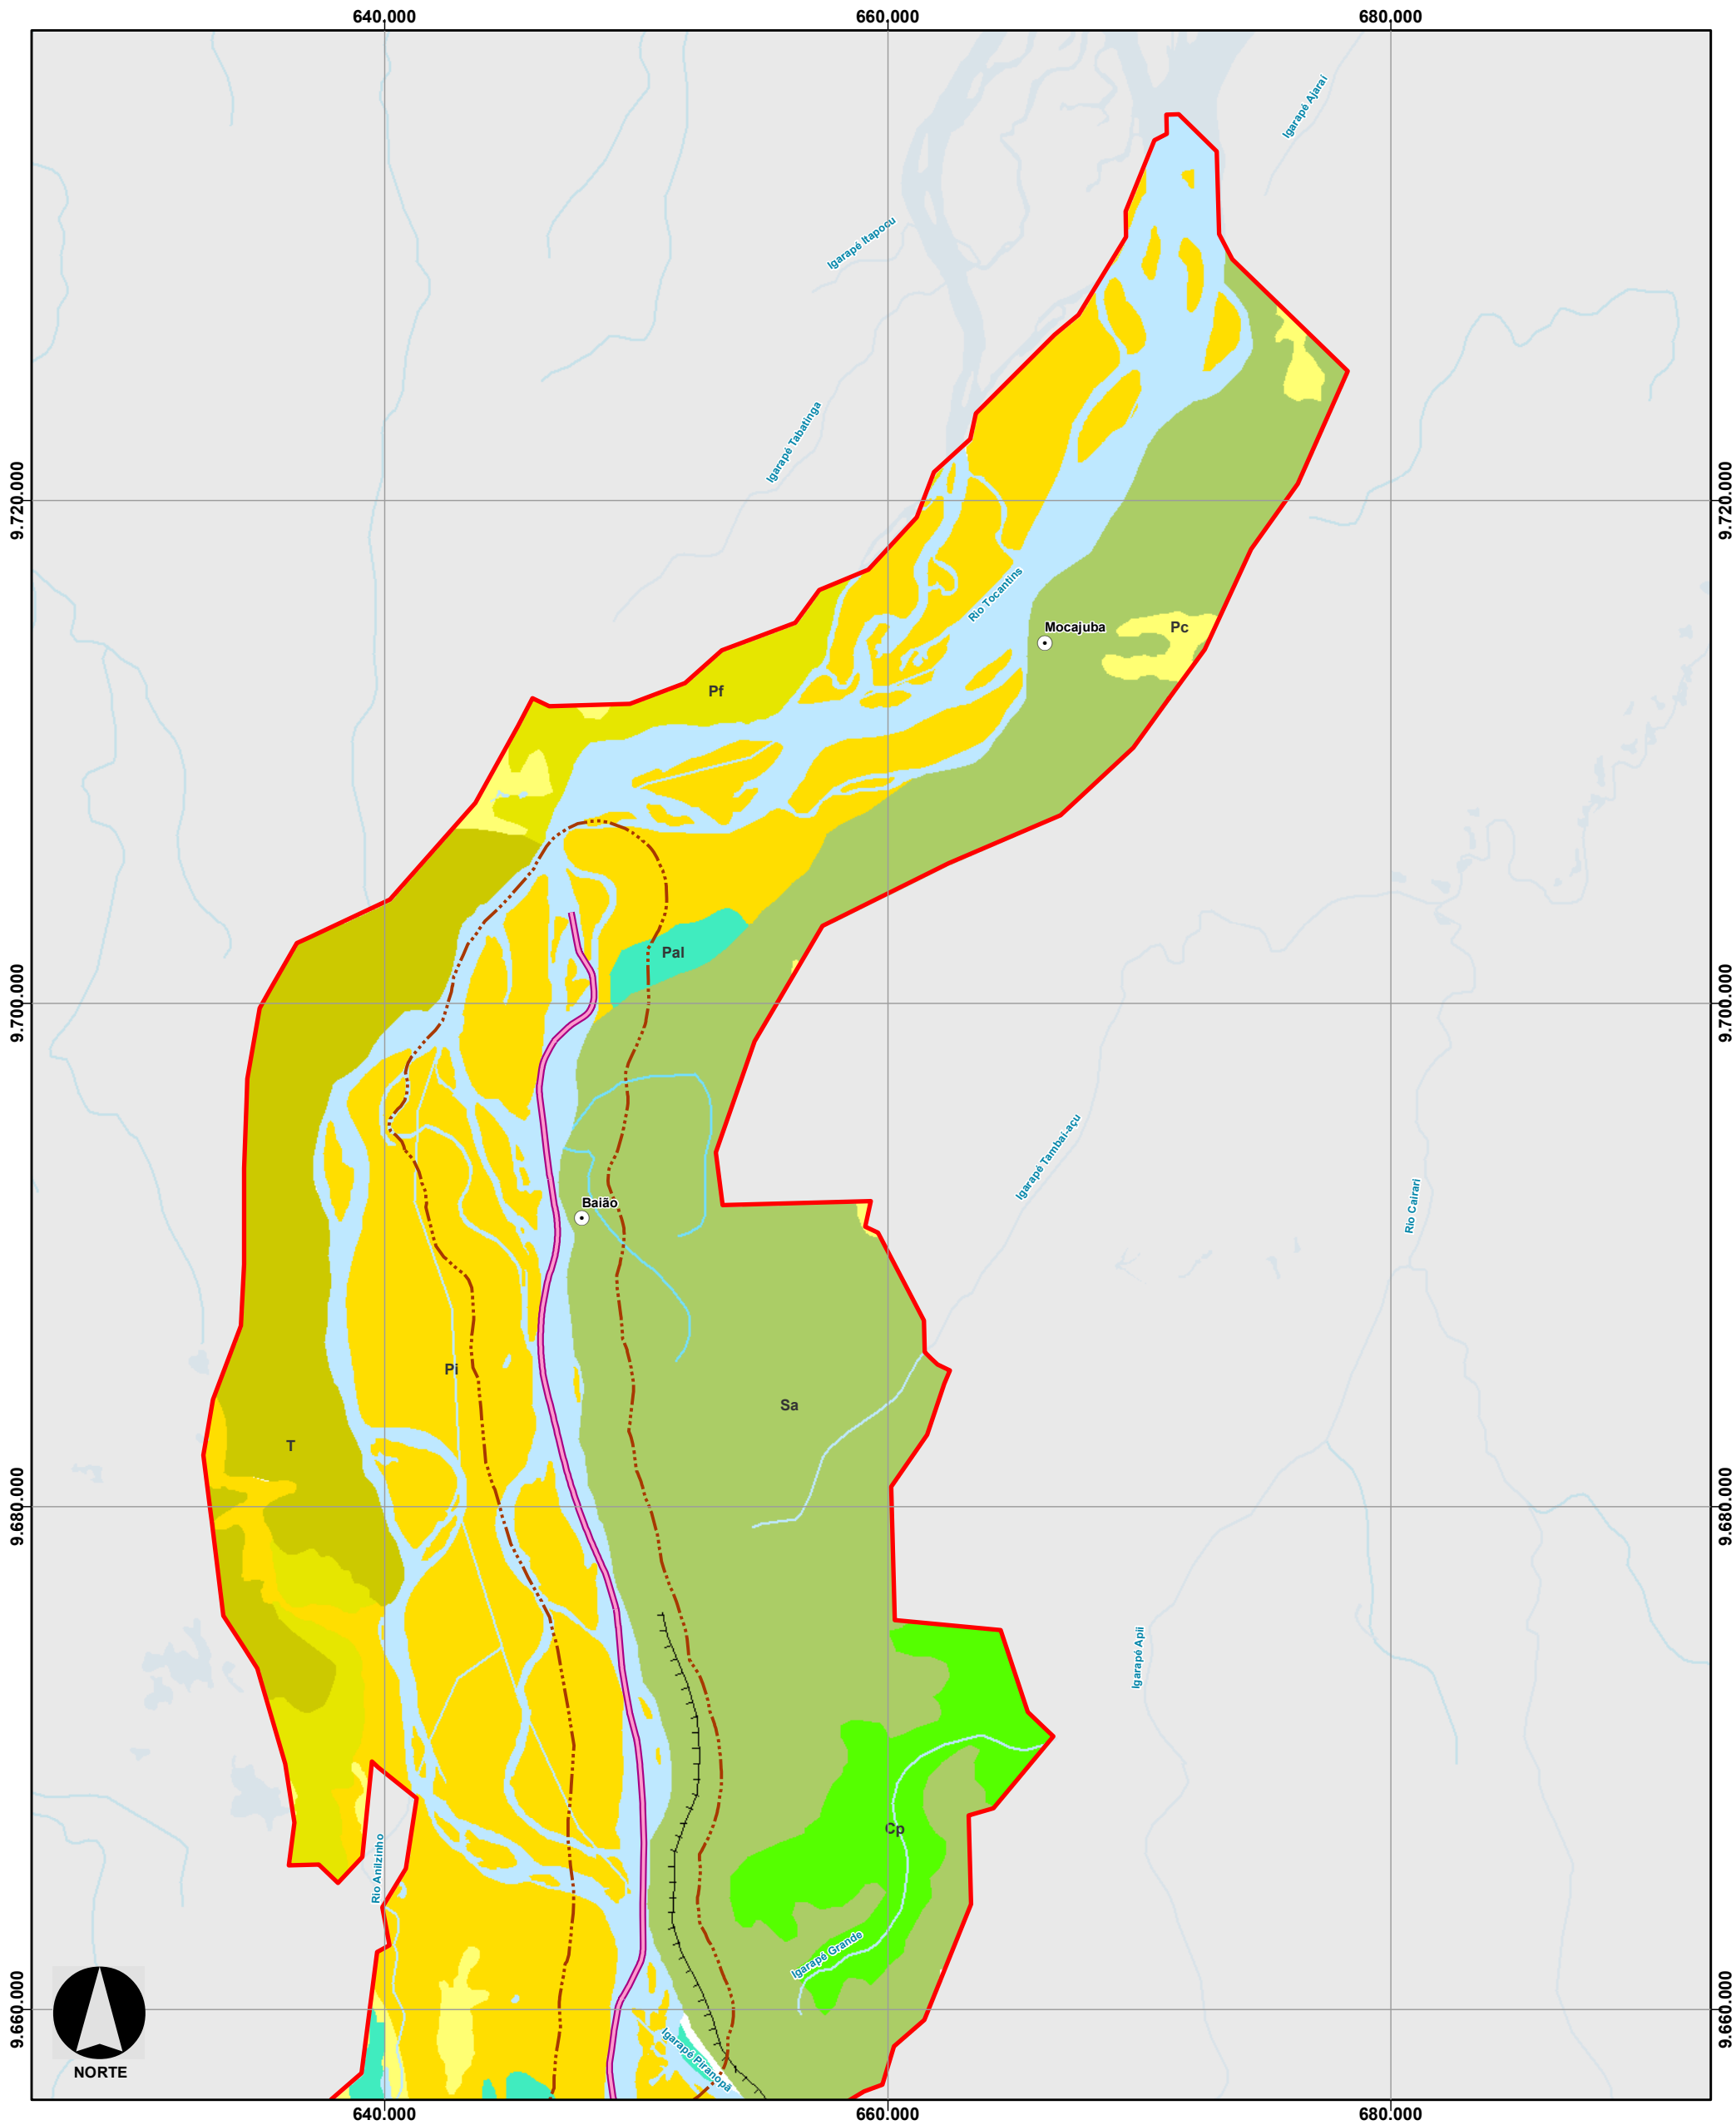 640.000
660.000
680.000
Igarapé Ajaraí
Igarapé Itapocu
Igarapé Tabatinga
9.720.000
9.720.000
Rio Tocantins
Mocajuba
Pc
Pf
Pal
9.700.000
9.700.000
Igarapé Tambaí-açu
Rio Cairari
Baião
Pi
Sa
T
9.680.000
9.680.000
Igarapé Apii
Cp
Rio Anilzinho
Igarapé Grande
9.660.000
9.660.000
Igarapé Piranopã
NORTE
640.000
660.000
680.000